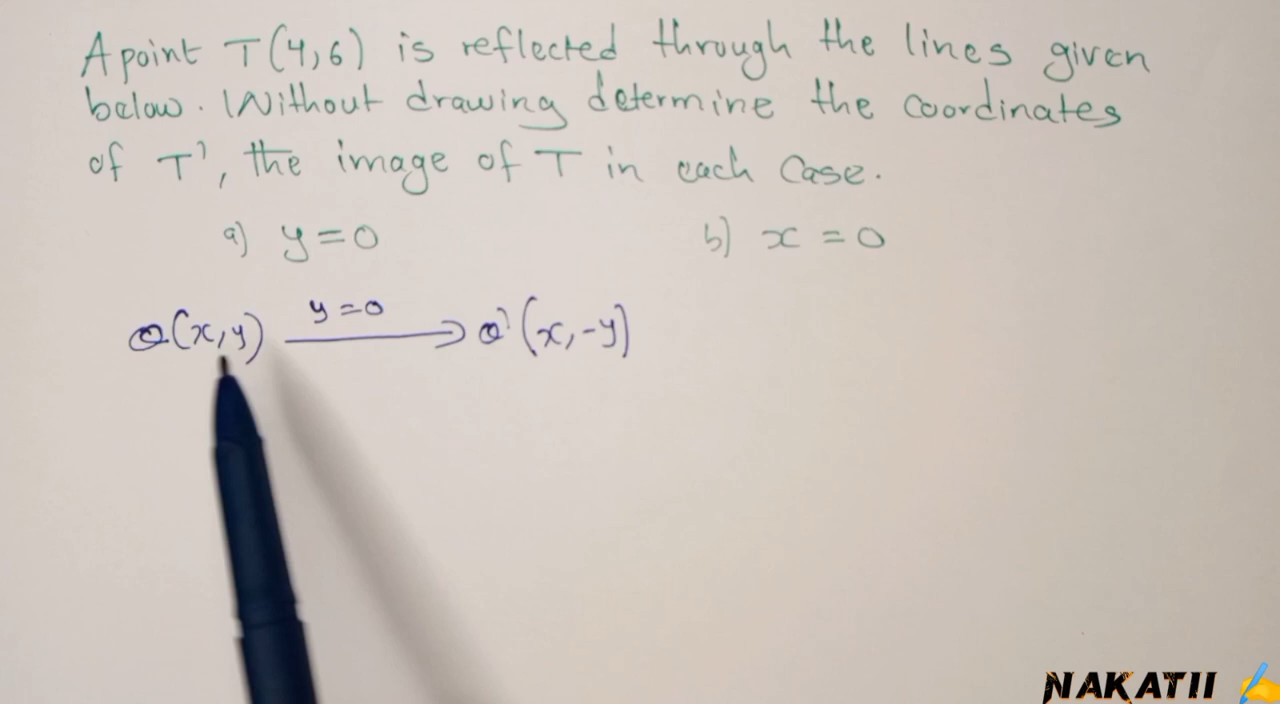 A point T(4,6) is reflected through the lines given
below. Without drawing determine the coordinates
of T', the image of T in each case.
a) y=0 b) x = 0
y=0
Q(x,y) ⟶ Q'(x,-y)
NAKATII